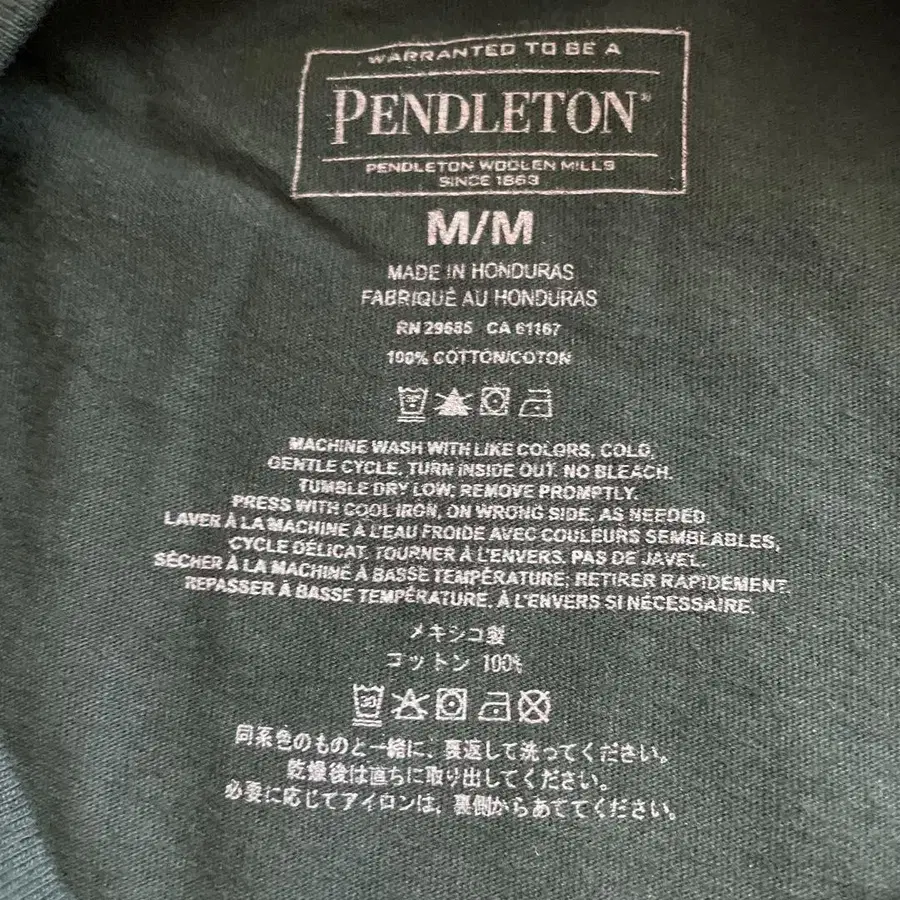 WARRANTED TO BE A
PENDLETON®
PENDLETON WOOLEN MILLS
SINCE 1863
M/M
MADE IN HONDURAS
FABRIQUÉ AU HONDURAS
RN 29685 CA 61167
100% COTTON/COTON
MACHINE WASH WITH LIKE COLORS, COLD,
GENTLE CYCLE, TURN INSIDE OUT. NO BLEACH.
TUMBLE DRY LOW; REMOVE PROMPTLY.
PRESS WITH COOL IRON, ON WRONG SIDE, AS NEEDED.
LAVER À LA MACHINE À L'EAU FROIDE AVEC COULEURS SEMBLABLES,
CYCLE DÉLICAT, TOURNER À L'ENVERS. PAS DE JAVEL.
SÉCHER À LA MACHINE À BASSE TEMPÉRATURE; RETIRER RAPIDEMENT.
REPASSER À BASSE TEMPÉRATURE, À L'ENVERS SI NÉCESSAIRE.
メキシコ製
コットン 100%
30
同系色のものと一緒に、裏返して洗ってください。
乾燥後は直ちに取り出してください。
必要に応じてアイロンは、裏側からあててください。